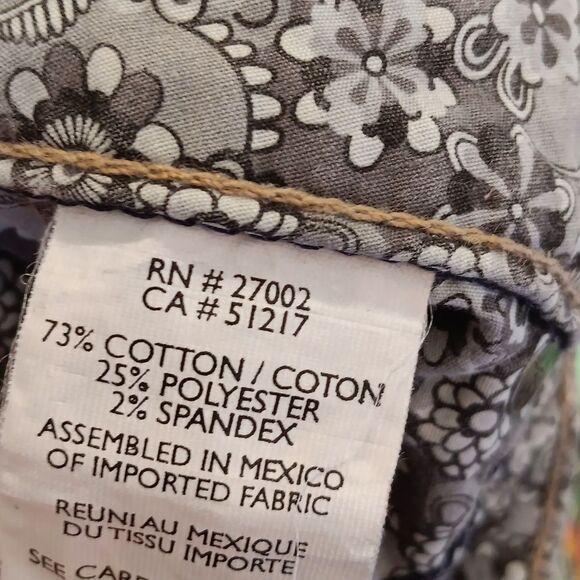 RN # 27002
CA # 51217
73% COTTON / COTON
25% POLYESTER
2% SPANDEX
ASSEMBLED IN MEXICO
OF IMPORTED FABRIC
REUNI AU MEXIQUE
DU TISSU IMPORTE
SEE